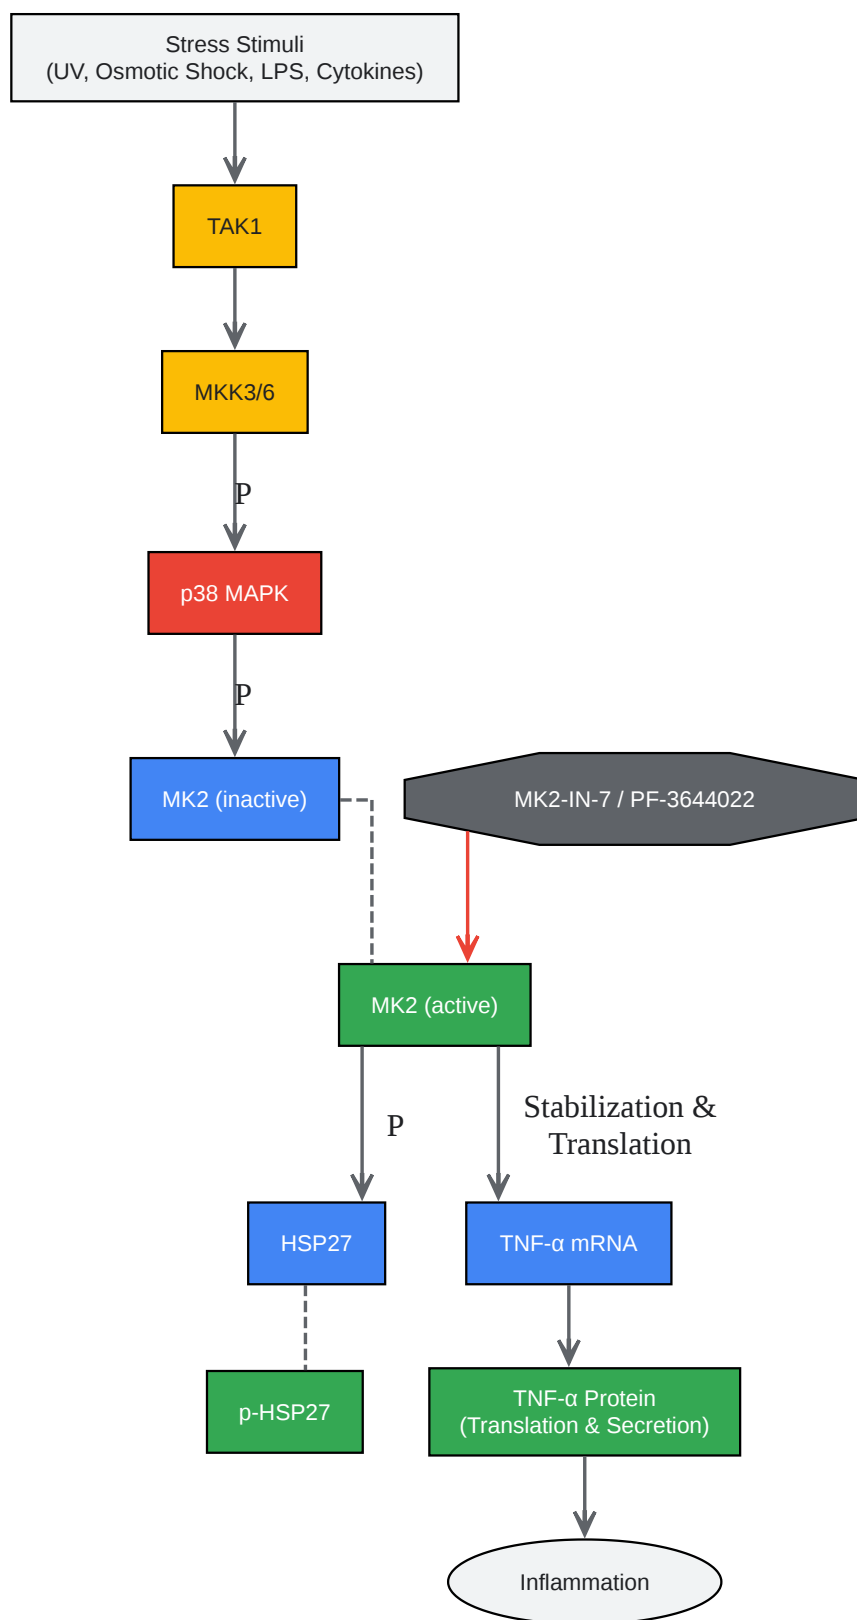 Stress Stimuli
(UV, Osmotic Shock, LPS, Cytokines)
TAK1
MKK3/6
P
p38 MAPK
P
MK2 (inactive)
MK2-IN-7 / PF-3644022
MK2 (active)
P
Stabilization &
Translation
HSP27
TNF-α mRNA
p-HSP27
TNF-α Protein
(Translation & Secretion)
Inflammation